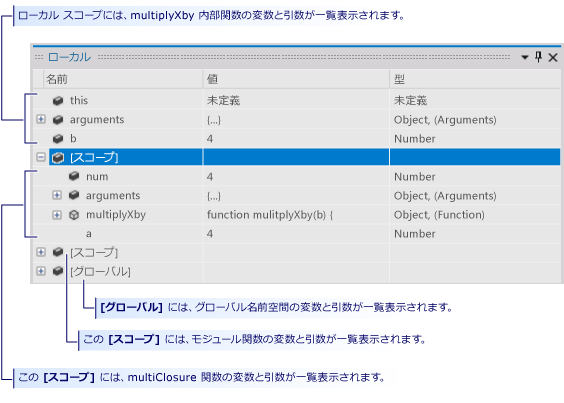 ローカル スコープには、multiplyXby 内部関数の変数と引数が一覧表示されます。
ローカル
名前 値 型
this 未定義 未定義
arguments {...} Object, (Arguments)
b 4 Number
[スコープ]
num 4 Number
arguments {...} Object, (Arguments)
multiplyXby function mulitplyXby(b) { Object, (Function)
a 4 Number
[スコープ]
[グローバル]
[グローバル] には、グローバル名前空間の変数と引数が一覧表示されます。
この [スコープ] には、モジュール関数の変数と引数が一覧表示されます。
この [スコープ] には、multiClosure 関数の変数と引数が一覧表示されます。